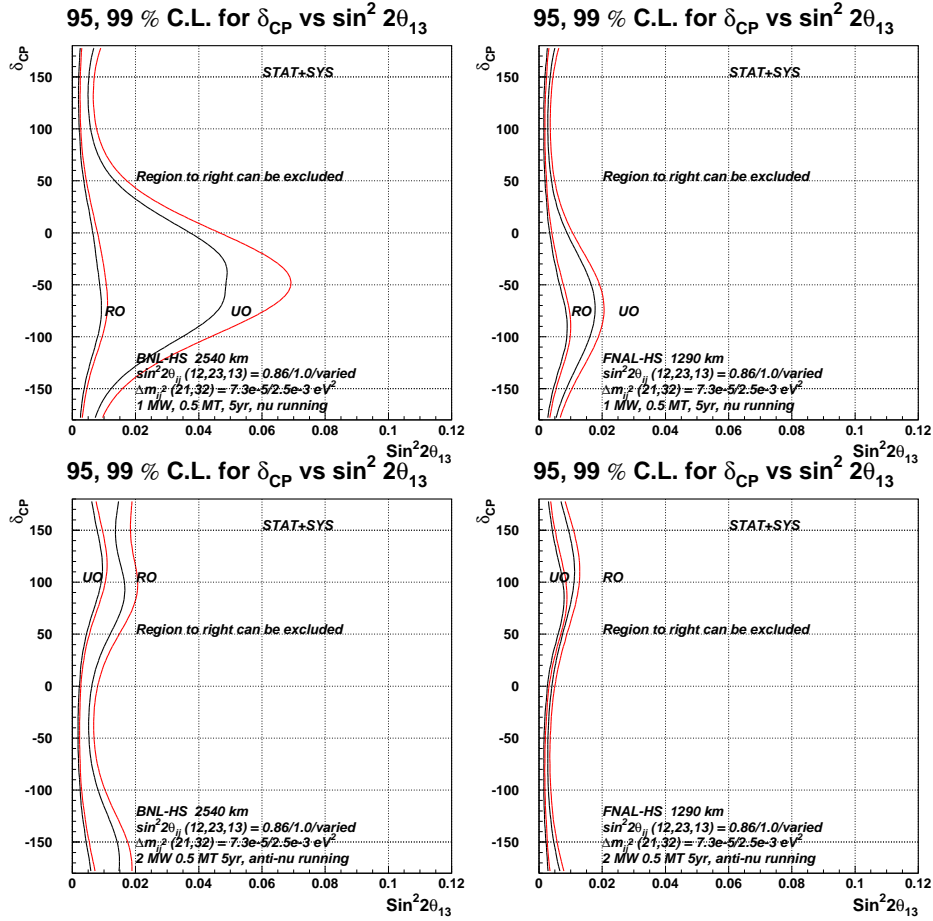 95, 99 % C.L. for δCP vs sin² 2θ13
δCP
150
100
50
0
-50
-100
-150
STAT+SYS
Region to right can be excluded
RO
UO
BNL-HS 2540 km
sin²2θij (12,23,13) = 0.86/1.0/varied
Δmij² (21,32) = 7.3e-5/2.5e-3 eV²
1 MW, 0.5 MT, 5yr, nu running
0 0.02 0.04 0.06 0.08 0.1 0.12
Sin²2θ13
95, 99 % C.L. for δCP vs sin² 2θ13
δCP
150
100
50
0
-50
-100
-150
STAT+SYS
Region to right can be excluded
RO
UO
FNAL-HS 1290 km
sin²2θij (12,23,13) = 0.86/1.0/varied
Δmij² (21,32) = 7.3e-5/2.5e-3 eV²
1 MW, 0.5 MT, 5yr, nu running
0 0.02 0.04 0.06 0.08 0.1 0.12
Sin²2θ13
95, 99 % C.L. for δCP vs sin² 2θ13
δCP
150
100
50
0
-50
-100
-150
STAT+SYS
UO
RO
Region to right can be excluded
BNL-HS 2540 km
sin²2θij (12,23,13) = 0.86/1.0/varied
Δmij² (21,32) = 7.3e-5/2.5e-3 eV²
2 MW 0.5 MT 5yr, anti-nu running
0 0.02 0.04 0.06 0.08 0.1 0.12
Sin²2θ13
95, 99 % C.L. for δCP vs sin² 2θ13
δCP
150
100
50
0
-50
-100
-150
STAT+SYS
UO
RO
Region to right can be excluded
FNAL-HS 1290 km
sin²2θij (12,23,13) = 0.86/1.0/varied
Δmij² (21,32) = 7.3e-5/2.5e-3 eV²
2 MW 0.5 MT 5yr, anti-nu running
0 0.02 0.04 0.06 0.08 0.1 0.12
Sin²2θ13